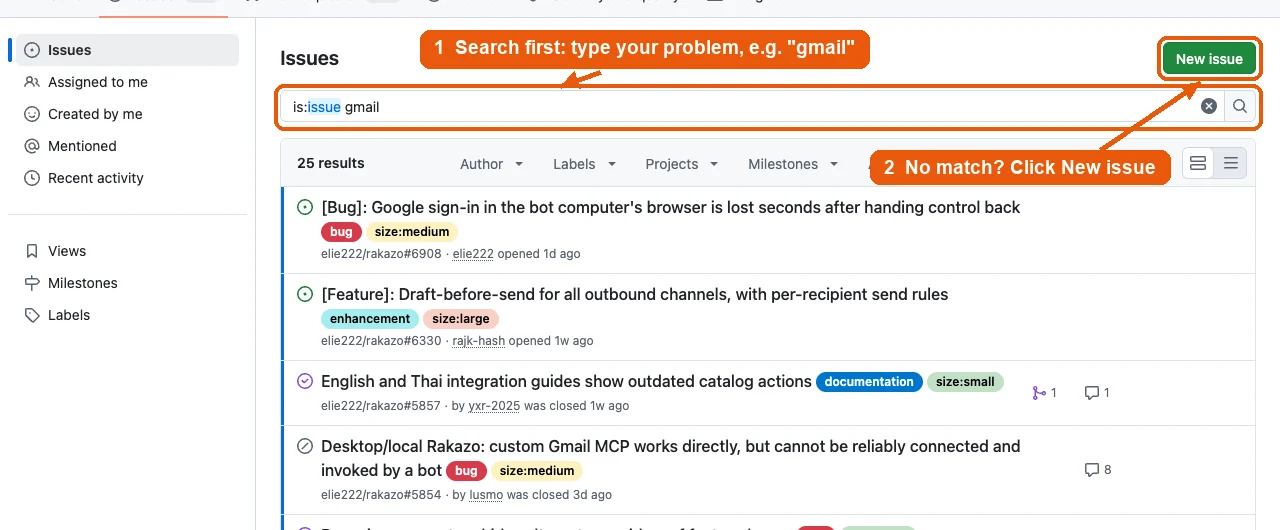 Issues
Assigned to me
Created by me
Mentioned
Recent activity
Views
Milestones
Labels
Issues
1 Search first: type your problem, e.g. "gmail"
New issue
is:issue gmail
25 results
Author
Labels
Projects
Milestones
2 No match? Click New issue
[Bug]: Google sign-in in the bot computer's browser is lost seconds after handing control back
bug size:medium
elie222/rakazo#6908 · elie222 opened 1d ago
[Feature]: Draft-before-send for all outbound channels, with per-recipient send rules
enhancement size:large
elie222/rakazo#6330 · rajk-hash opened 1w ago
English and Thai integration guides show outdated catalog actions documentation size:small
1
1
elie222/rakazo#5857 · by yxr-2025 was closed 1w ago
Desktop/local Rakazo: custom Gmail MCP works directly, but cannot be reliably connected and
invoked by a bot bug size:medium
8
elie222/rakazo#5854 · by lusmo was closed 3d ago